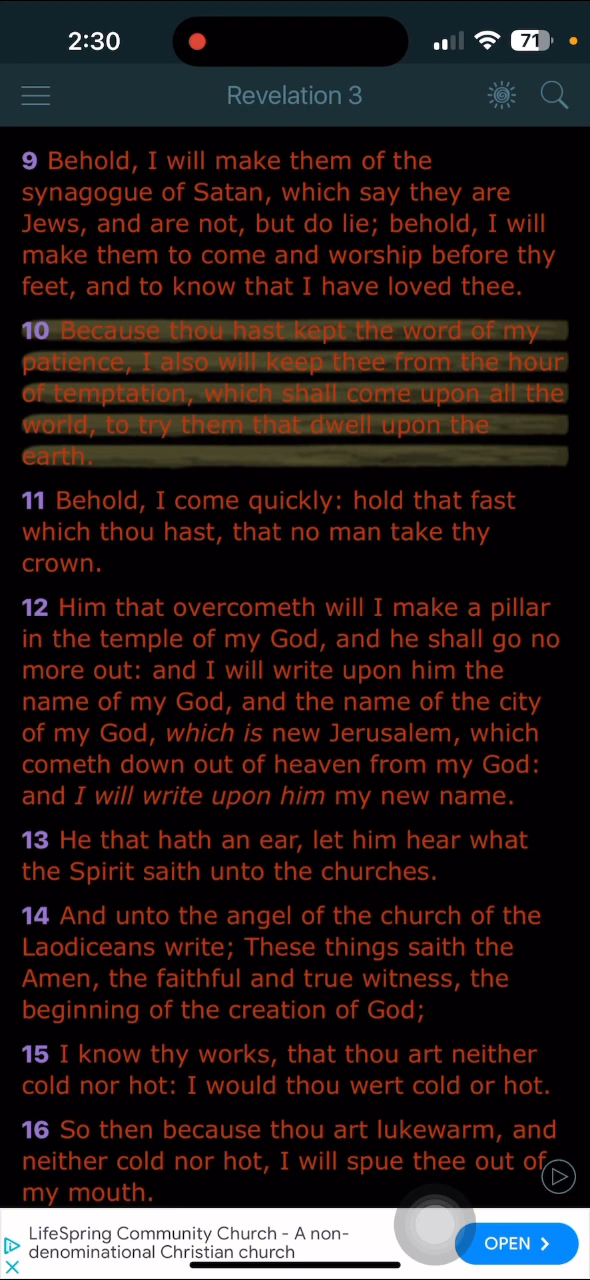 2:30
71
Revelation 3
9 Behold, I will make them of the
synagogue of Satan, which say they are
Jews, and are not, but do lie; behold, I will
make them to come and worship before thy
feet, and to know that I have loved thee.
10 Because thou hast kept the word of my
patience, I also will keep thee from the hour
of temptation, which shall come upon all the
world, to try them that dwell upon the
earth.
11 Behold, I come quickly: hold that fast
which thou hast, that no man take thy
crown.
12 Him that overcometh will I make a pillar
in the temple of my God, and he shall go no
more out: and I will write upon him the
name of my God, and the name of the city
of my God, which is new Jerusalem, which
cometh down out of heaven from my God:
and I will write upon him my new name.
13 He that hath an ear, let him hear what
the Spirit saith unto the churches.
14 And unto the angel of the church of the
Laodiceans write; These things saith the
Amen, the faithful and true witness, the
beginning of the creation of God;
15 I know thy works, that thou art neither
cold nor hot: I would thou wert cold or hot.
16 So then because thou art lukewarm, and
neither cold nor hot, I will spue thee out of
my mouth.
LifeSpring Community Church - A non-
denominational Christian church
OPEN